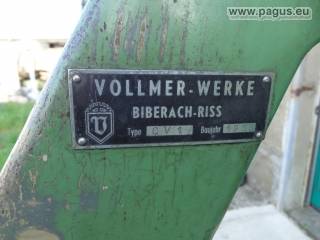 www.pagus.eu
VOLLMER-WERKE
BIBERACH-RISS
Type Baujahr